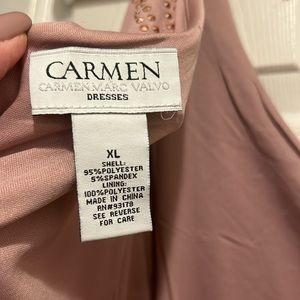 CARMEN
CARMEN MARC VALVO
DRESSES
XL
SHELL:
95%POLYESTER
5%SPANDEX
LINING:
100%POLYESTER
MADE IN CHINA
RN#93178
SEE REVERSE
FOR CARE